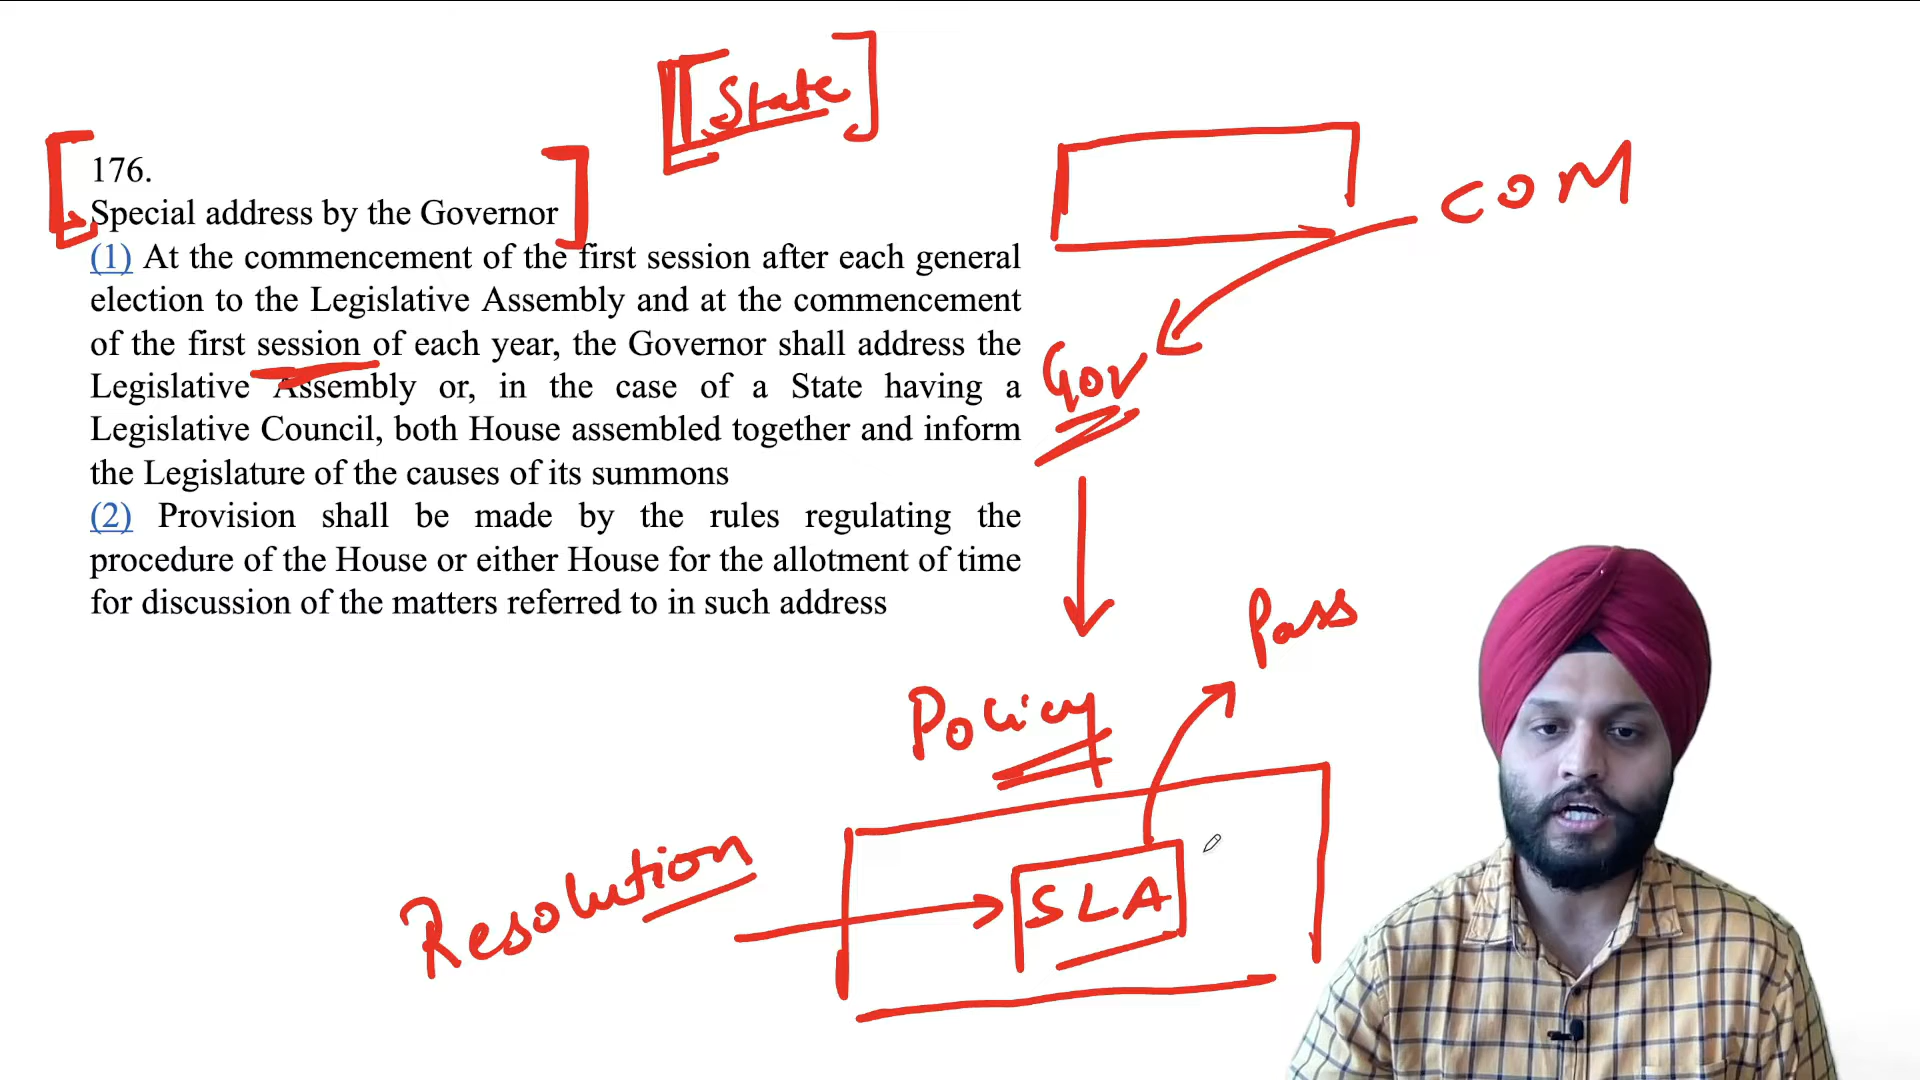 [State]
176.
Special address by the Governor
(1) At the commencement of the first session after each general
election to the Legislative Assembly and at the commencement
of the first session of each year, the Governor shall address the
Legislative Assembly or, in the case of a State having a
Legislative Council, both House assembled together and inform
the Legislature of the causes of its summons
(2) Provision shall be made by the rules regulating the
procedure of the House or either House for the allotment of time
for discussion of the matters referred to in such address
COM
Gov
Pass
Policy
Resolution
SLA